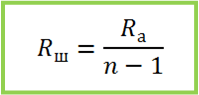 Rш = Rа / (n − 1)